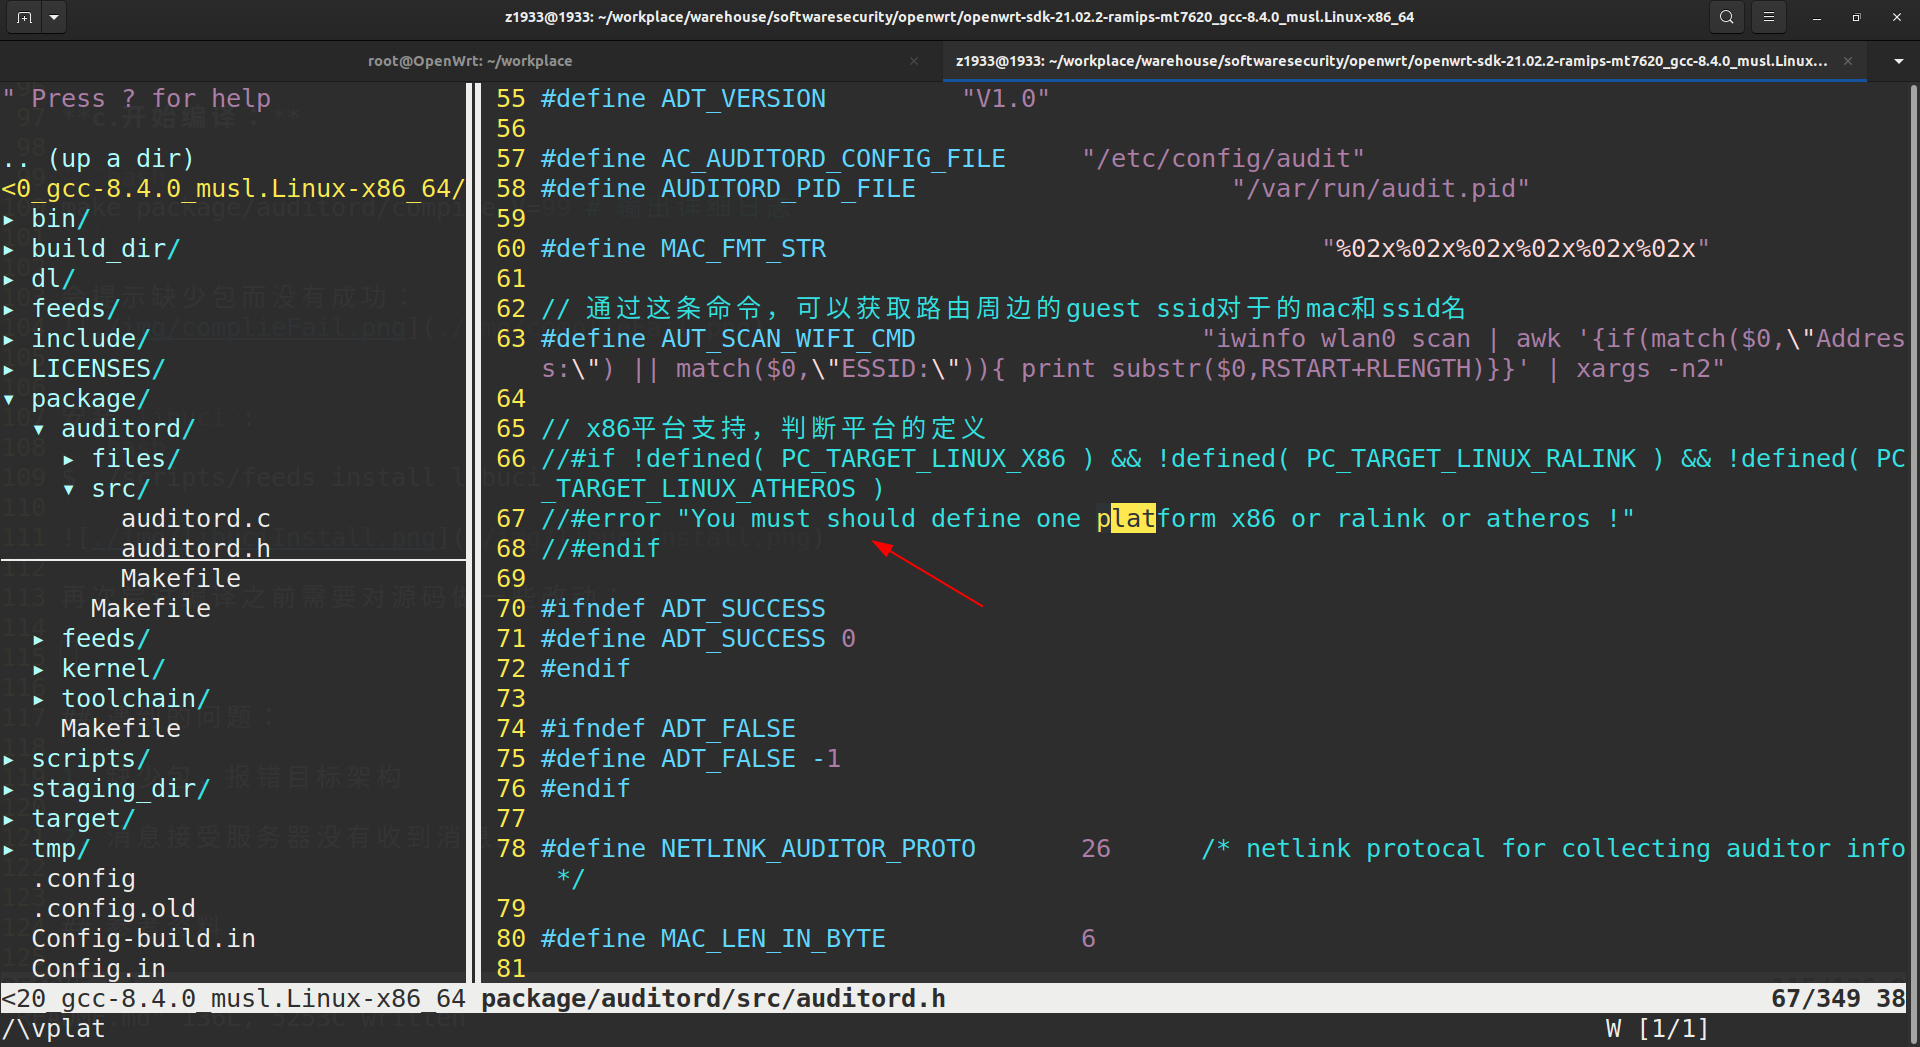 z1933@1933: ~/workplace/warehouse/softwaresecurity/openwrt/openwrt-sdk-21.02.2-ramips-mt7620_gcc-8.4.0_musl.Linux-x86_64
root@OpenWrt: ~/workplace
z1933@1933: ~/workplace/warehouse/softwaresecurity/openwrt/openwrt-sdk-21.02.2-ramips-mt7620_gcc-8.4.0_musl.Linux...
" Press ? for help
.. (up a dir)
<0_gcc-8.4.0_musl.Linux-x86_64/
▸ bin/
▸ build_dir/
▸ dl/
▸ feeds/
▸ include/
▸ LICENSES/
▾ package/
▾ auditord/
▸ files/
▾ src/
auditord.c
auditord.h
Makefile
Makefile
▸ feeds/
▸ kernel/
▸ toolchain/
Makefile
▸ scripts/
▸ staging_dir/
▸ target/
▸ tmp/
.config
.config.old
Config-build.in
Config.in
55 #define ADT_VERSION "V1.0"
56
57 #define AC_AUDITORD_CONFIG_FILE "/etc/config/audit"
58 #define AUDITORD_PID_FILE "/var/run/audit.pid"
59
60 #define MAC_FMT_STR "%02x%02x%02x%02x%02x%02x"
61
62 // 通过这条命令，可以获取路由周边的guest ssid对于的mac和ssid名
63 #define AUT_SCAN_WIFI_CMD "iwinfo wlan0 scan | awk '{if(match($0,\"Addres
s:\") || match($0,\"ESSID:\")){ print substr($0,RSTART+RLENGTH)}}' | xargs -n2"
64
65 // x86平台支持，判断平台的定义
66 //#if !defined( PC_TARGET_LINUX_X86 ) && !defined( PC_TARGET_LINUX_RALINK ) && !defined( PC
_TARGET_LINUX_ATHEROS )
67 //#error "You must should define one platform x86 or ralink or atheros !"
68 //#endif
69
70 #ifndef ADT_SUCCESS
71 #define ADT_SUCCESS 0
72 #endif
73
74 #ifndef ADT_FALSE
75 #define ADT_FALSE -1
76 #endif
77
78 #define NETLINK_AUDITOR_PROTO 26 /* netlink protocal for collecting auditor info
*/
79
80 #define MAC_LEN_IN_BYTE 6
81
<20_gcc-8.4.0_musl.Linux-x86_64 package/auditord/src/auditord.h 67/349 38
/\vplat W [1/1]